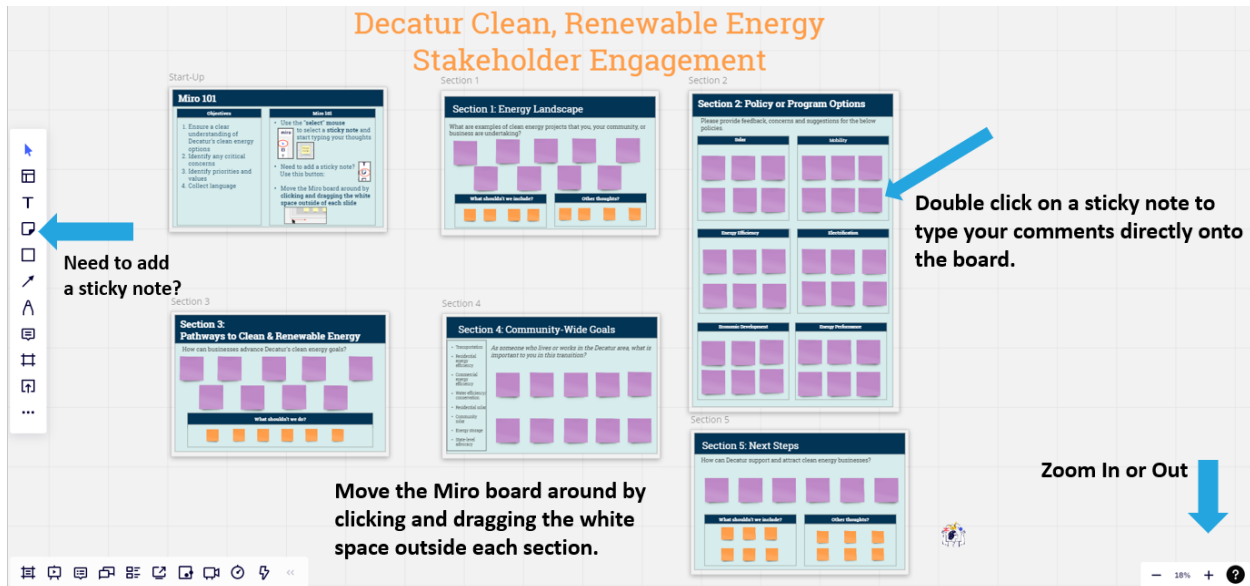 Decatur Clean, Renewable Energy
Stakeholder Engagement
Start-Up
Miro 101
Objectives
1. Ensure a clear
understanding of
Decatur's clean energy
options
2. Identify any critical
concerns
3. Identify priorities and
values
4. Collect language
Miro 101
• Use the "select" mouse
to select a sticky note and
start typing your thoughts
• Need to add a sticky note?
Use this button:
• Move the Miro board around by
clicking and dragging the white
space outside of each slide
Section 1
Section 1: Energy Landscape
What are examples of clean energy projects that you, your community, or
business are undertaking?
What shouldn't we include?
Other thoughts?
Section 2
Section 2: Policy or Program Options
Please provide feedback, concerns and suggestions for the below
policies.
Solar
Mobility
Energy Efficiency
Electrification
Economic Development
Energy Performance
Double click on a sticky note to
type your comments directly onto
the board.
Need to add
a sticky note?
Section 3
Section 3:
Pathways to Clean & Renewable Energy
How can businesses advance Decatur's clean energy goals?
What shouldn't we do?
Section 4
Section 4: Community-Wide Goals
• Transportation
• Residential
energy
efficiency
• Commercial
energy
efficiency
• Water efficiency
conservation
• Residential solar
• Community
solar
• Energy storage
• State-level
advocacy
As someone who lives or works in the Decatur area, what is
important to you in this transition?
Section 5
Section 5: Next Steps
How can Decatur support and attract clean energy businesses?
What shouldn't we include?
Other thoughts?
Move the Miro board around by
clicking and dragging the white
space outside each section.
Zoom In or Out
18%